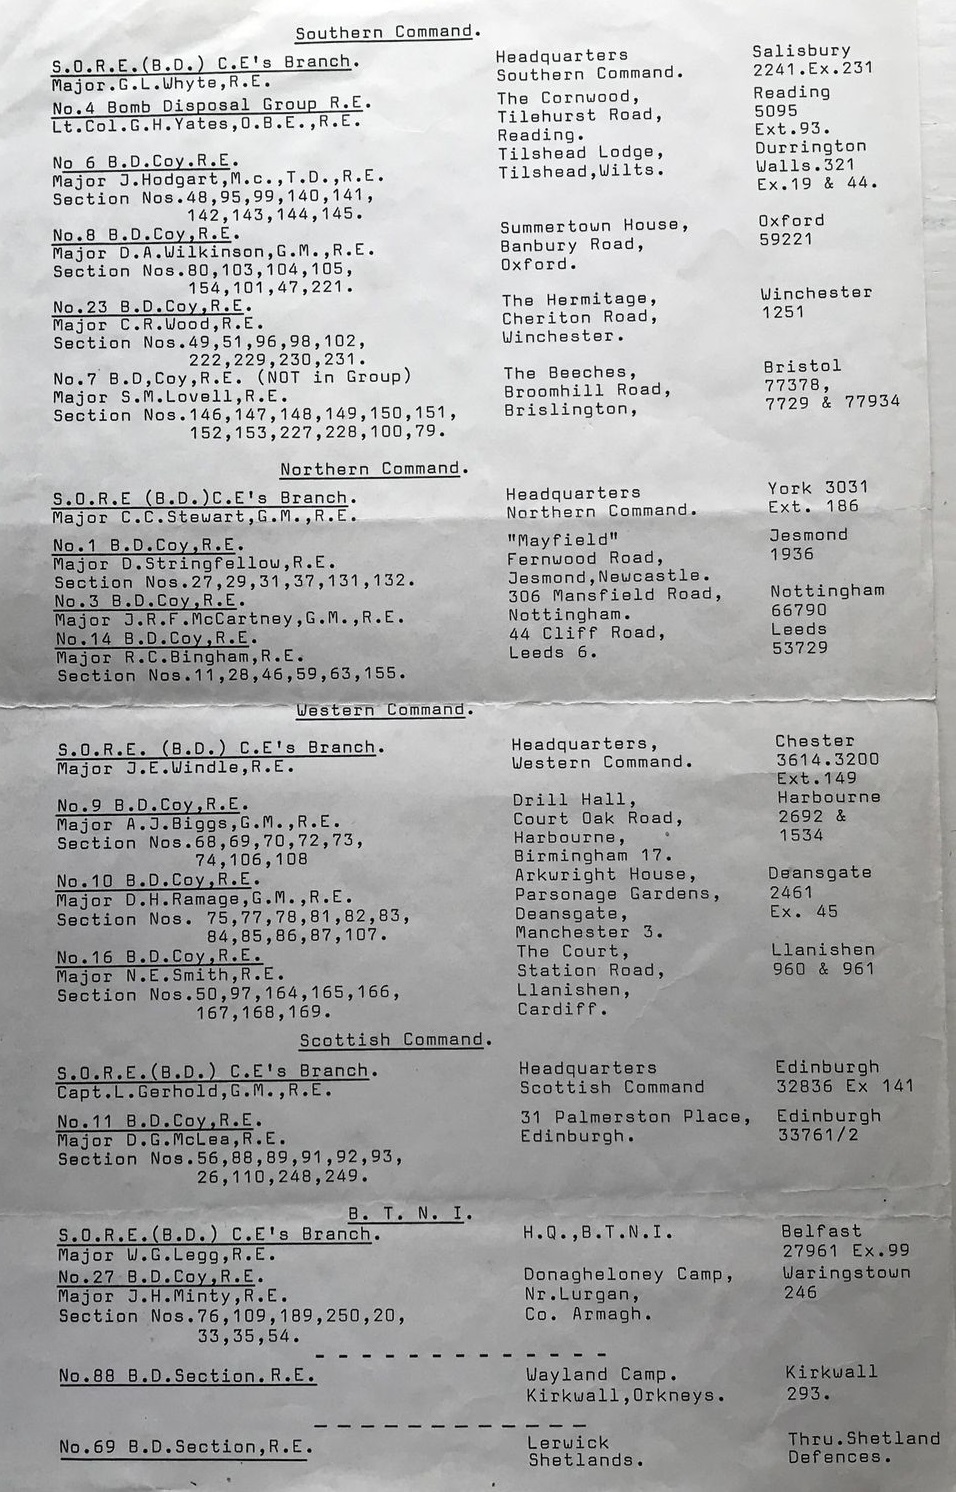 Southern Command.
S.O.R.E.(B.D.) C.E's Branch. Headquarters Salisbury
Major.G.L.Whyte,R.E. Southern Command. 2241.Ex.231
No.4 Bomb Disposal Group R.E. The Cornwood, Reading
Lt.Col.G.H.Yates,O.B.E.,R.E. Tilehurst Road, 5095
Reading. Ext.93.
No 6 B.D.Coy.R.E. Tilshead Lodge, Durrington
Major J.Hodgart,M.c.,T.D.,R.E. Tilshead,Wilts. Walls.321
Section Nos.48,95,99,140,141, Ex.19 & 44.
142,143,144,145.
No.8 B.D.Coy,R.E. Summertown House, Oxford
Major D.A.Wilkinson,G.M.,R.E. Banbury Road, 59221
Section Nos.80,103,104,105, Oxford.
154,101,47,221.
No.23 B.D.Coy,R.E. The Hermitage, Winchester
Major C.R.Wood,R.E. Cheriton Road, 1251
Section Nos.49,51,96,98,102, Winchester.
222,229,230,231.
No.7 B.D,Coy,R.E. (NOT in Group) The Beeches, Bristol
Major S.M.Lovell,R.E. Broomhill Road, 77378,
Section Nos.146,147,148,149,150,151, Brislington, 7729 & 77934
152,153,227,228,100,79.
Northern Command.
S.O.R.E (B.D.)C.E's Branch. Headquarters York 3031
Major C.C.Stewart,G.M.,R.E. Northern Command. Ext. 186
No.1 B.D.Coy,R.E. "Mayfield" Jesmond
Major D.Stringfellow,R.E. Fernwood Road, 1936
Section Nos.27,29,31,37,131,132. Jesmond,Newcastle.
No.3 B.D.Coy,R.E. 306 Mansfield Road, Nottingham
Major J.R.F.McCartney,G.M.,R.E. Nottingham. 66790
No.14 B.D.Coy,R.E. 44 Cliff Road, Leeds
Major R.C.Bingham,R.E. Leeds 6. 53729
Section Nos.11,28,46,59,63,155.
Western Command.
S.O.R.E. (B.D.) C.E's Branch. Headquarters, Chester
Major J.E.Windle,R.E. Western Command. 3614.3200
Ext.149
No.9 B.D.Coy,R.E. Drill Hall, Harbourne
Major A.J.Biggs,G.M.,R.E. Court Oak Road, 2692 &
Section Nos.68,69,70,72,73, Harbourne, 1534
74,106,108 Birmingham 17.
No.10 B.D.Coy,R.E. Arkwright House, Deansgate
Major D.H.Ramage,G.M.,R.E. Parsonage Gardens, 2461
Section Nos. 75,77,78,81,82,83, Deansgate, Ex. 45
84,85,86,87,107. Manchester 3.
No.16 B.D.Coy,R.E. The Court, Llanishen
Major N.E.Smith,R.E. Station Road, 960 & 961
Section Nos.50,97,164,165,166, Llanishen,
167,168,169. Cardiff.
Scottish Command.
S.O.R.E.(B.D.) C.E's Branch. Headquarters Edinburgh
Capt.L.Gerhold,G.M.,R.E. Scottish Command 32836 Ex 141
No.11 B.D.Coy,R.E. 31 Palmerston Place, Edinburgh
Major D.G.McLea,R.E. Edinburgh. 33761/2
Section Nos.56,88,89,91,92,93,
26,110,248,249.
B. T. N. I.
S.O.R.E.(B.D.) C.E's Branch. H.Q.,B.T.N.I. Belfast
Major W.G.Legg,R.E. 27961 Ex.99
No.27 B.D.Coy,R.E. Donagheloney Camp, Waringstown
Major J.H.Minty,R.E. Nr.Lurgan, 246
Section Nos.76,109,189,250,20, Co. Armagh.
33,35,54.
No.88 B.D.Section.R.E. Wayland Camp. Kirkwall
Kirkwall,Orkneys. 293.
No.69 B.D.Section,R.E. Lerwick Thru.Shetland
Shetlands. Defences.